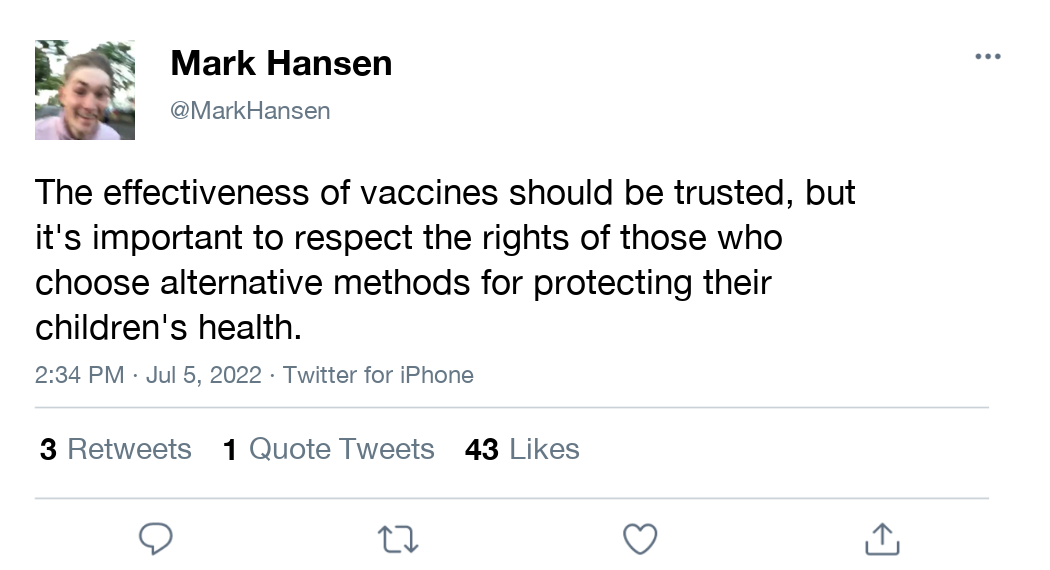 Mark Hansen
@MarkHansen
The effectiveness of vaccines should be trusted, but
it's important to respect the rights of those who
choose alternative methods for protecting their
children's health.
2:34 PM · Jul 5, 2022 · Twitter for iPhone
3 Retweets 1 Quote Tweets 43 Likes